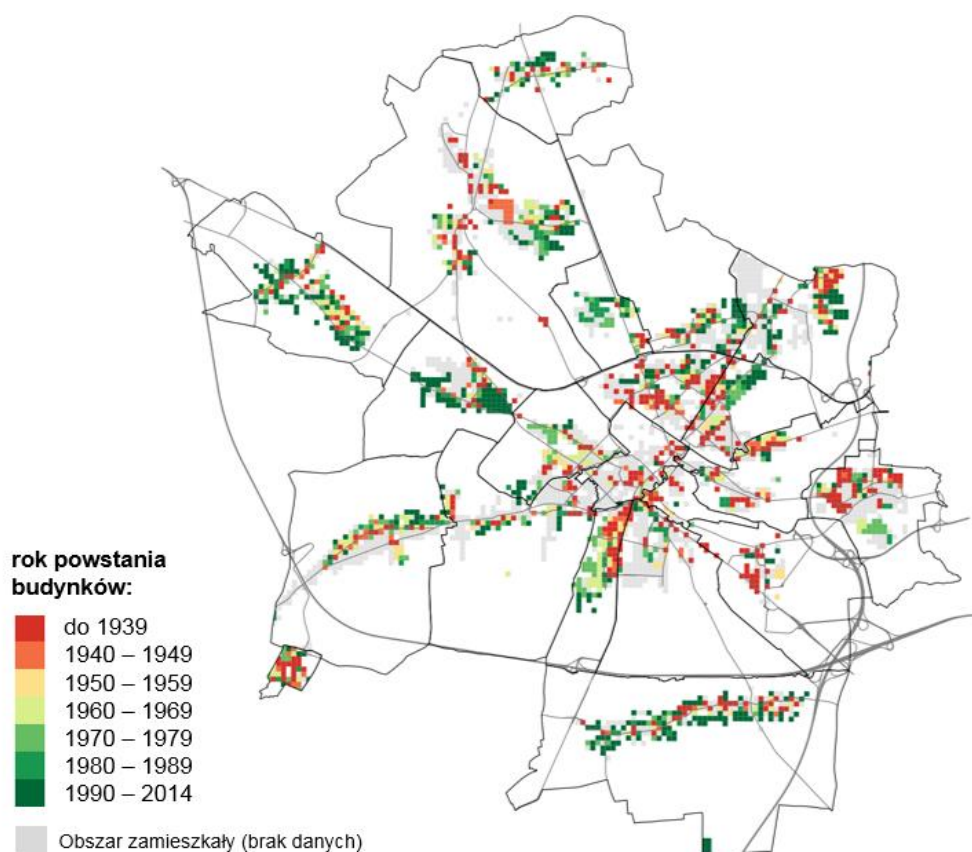 rok powstania
budynków:
do 1939
1940 – 1949
1950 – 1959
1960 – 1969
1970 – 1979
1980 – 1989
1990 – 2014
Obszar zamieszkały (brak danych)